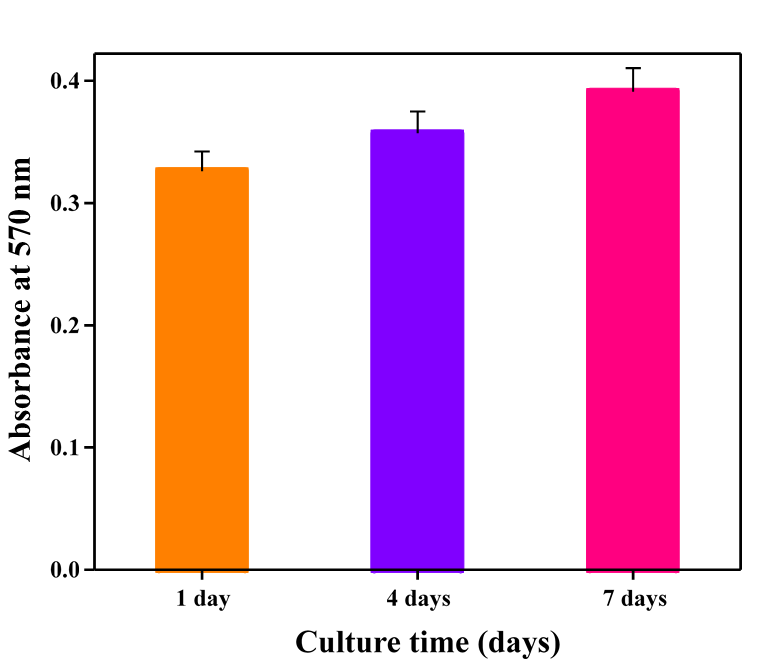 Absorbance at 570 nm
0.4
0.3
0.2
0.1
0.0
1 day
4 days
7 days
Culture time (days)